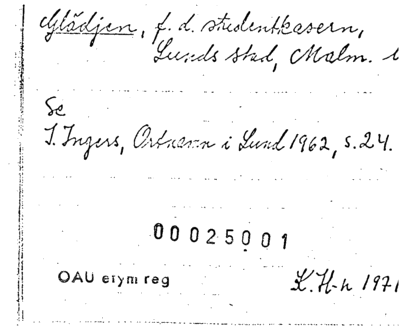 Glädjen, f. d. studentkasern,
Lunds stad, Malm. l
Se
I. Ingers, Ortnamn i Lund 1962, s. 24.
00025001
OAU etym reg
K. H-n 1971